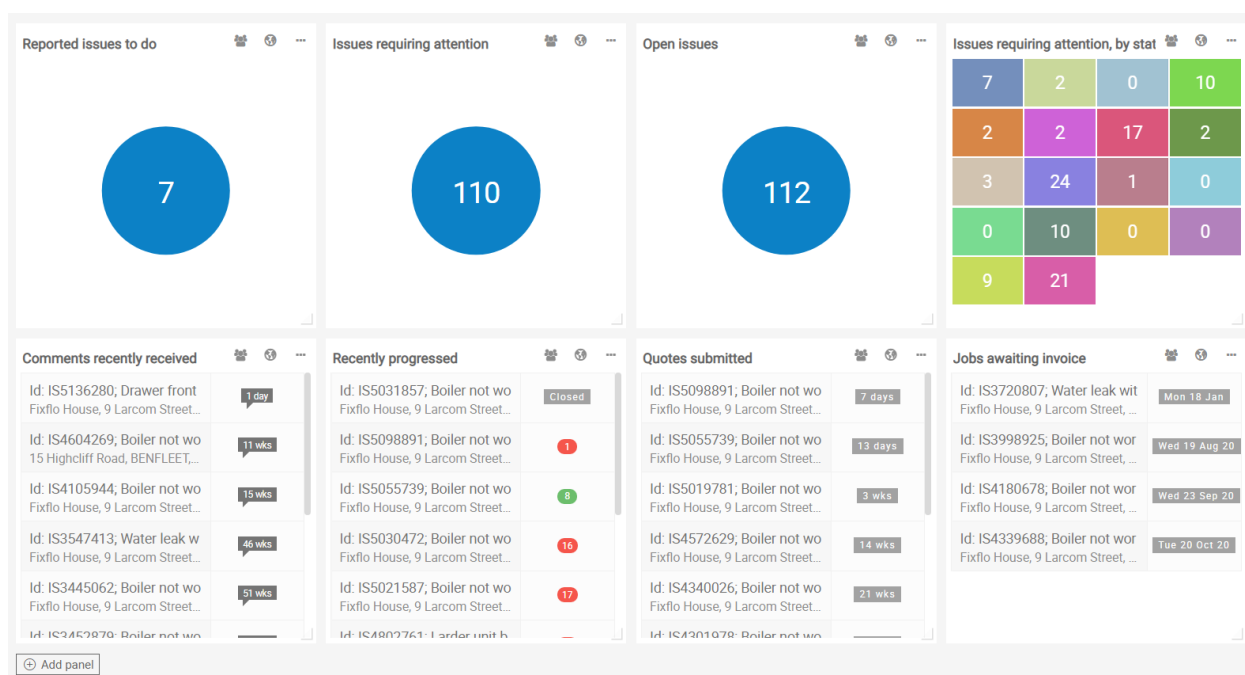 Reported issues to do
7
Issues requiring attention
110
Open issues
112
Issues requiring attention, by stat
7 2 0 10
2 2 17 2
3 24 1 0
0 10 0 0
9 21
Comments recently received
Id: IS5136280; Drawer front
1 day
Fixflo House, 9 Larcom Street...
Id: IS4604269; Boiler not wo
11 wks
15 Highcliff Road, BENFLEET,...
Id: IS4105944; Boiler not wo
15 wks
Fixflo House, 9 Larcom Street...
Id: IS3547413; Water leak w
46 wks
Fixflo House, 9 Larcom Street...
Id: IS3445062; Boiler not wo
51 wks
Fixflo House, 9 Larcom Street...
Id: IS3452879; Boiler not wo
Recently progressed
Id: IS5031857; Boiler not wo
Closed
Fixflo House, 9 Larcom Street...
Id: IS5098891; Boiler not wo
1
Fixflo House, 9 Larcom Street...
Id: IS5055739; Boiler not wo
8
Fixflo House, 9 Larcom Street...
Id: IS5030472; Boiler not wo
16
Fixflo House, 9 Larcom Street...
Id: IS5021587; Boiler not wo
17
Fixflo House, 9 Larcom Street...
Id: IS4802761; Larder unit b
Quotes submitted
Id: IS5098891; Boiler not wo
7 days
Fixflo House, 9 Larcom Street...
Id: IS5055739; Boiler not wo
13 days
Fixflo House, 9 Larcom Street...
Id: IS5019781; Boiler not wo
3 wks
Fixflo House, 9 Larcom Street...
Id: IS4572629; Boiler not wo
14 wks
Fixflo House, 9 Larcom Street...
Id: IS4340026; Boiler not wo
21 wks
Fixflo House, 9 Larcom Street...
Id: IS4301978; Boiler not wo
Jobs awaiting invoice
Id: IS3720807; Water leak wit
Mon 18 Jan
Fixflo House, 9 Larcom Street, ...
Id: IS3998925; Boiler not wor
Wed 19 Aug 20
Fixflo House, 9 Larcom Street, ...
Id: IS4180678; Boiler not wor
Wed 23 Sep 20
Fixflo House, 9 Larcom Street, ...
Id: IS4339688; Boiler not wor
Tue 20 Oct 20
Fixflo House, 9 Larcom Street, ...
Add panel